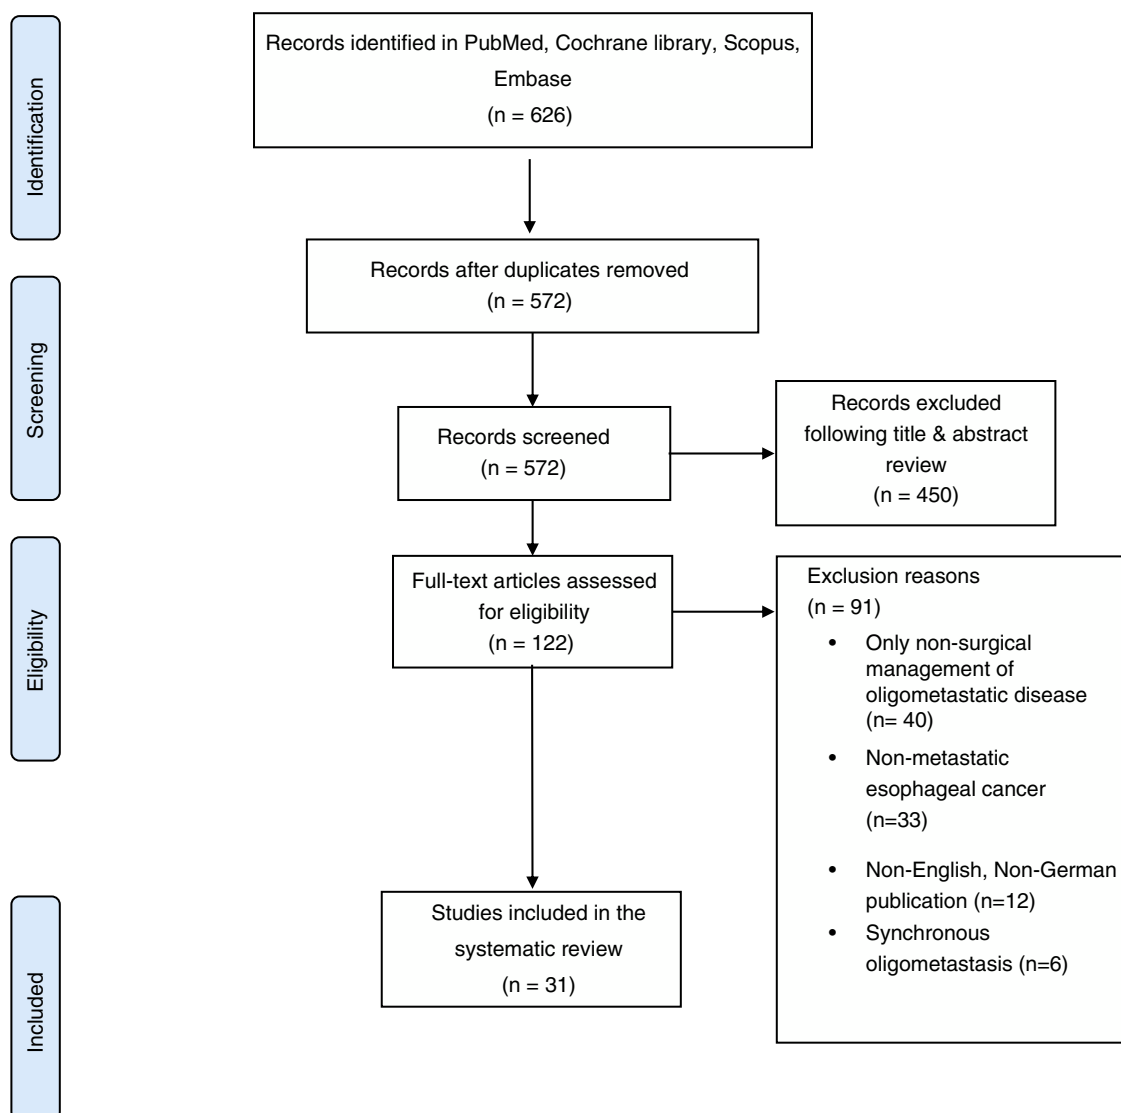 Identification
Records identified in PubMed, Cochrane library, Scopus,
Embase
(n = 626)
Records after duplicates removed
(n = 572)
Screening
Records screened
(n = 572)
Records excluded
following title & abstract
review
(n = 450)
Eligibility
Full-text articles assessed
for eligibility
(n = 122)
Exclusion reasons
(n = 91)
• Only non-surgical
management of
oligometastatic disease
(n= 40)
• Non-metastatic
esophageal cancer
(n=33)
• Non-English, Non-German
publication (n=12)
• Synchronous
oligometastasis (n=6)
Included
Studies included in the
systematic review
(n = 31)